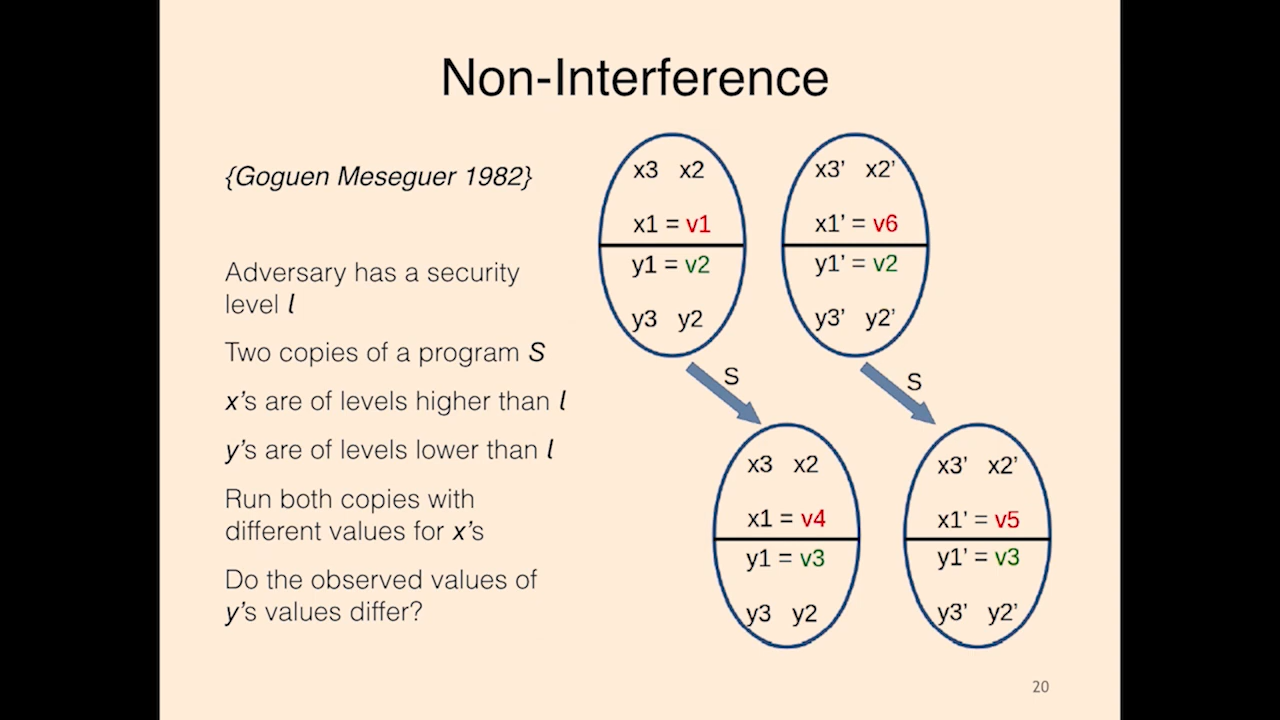 Non-Interference
{Goguen Meseguer 1982}
Adversary has a security
level l
Two copies of a program S
x’s are of levels higher than l
y’s are of levels lower than l
Run both copies with
different values for x’s
Do the observed values of
y’s values differ?
x3 x2
x1 = v1
y1 = v2
y3 y2
x3’ x2’
x1’ = v6
y1’ = v2
y3’ y2’
S
S
x3 x2
x1 = v4
y1 = v3
y3 y2
x3’ x2’
x1’ = v5
y1’ = v3
y3’ y2’
20